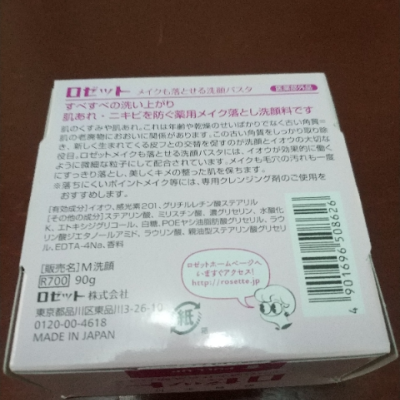 ロゼット メイクも落とせる洗顔パスタ 医薬部外品
すべすべの洗い上がり
肌あれ・ニキビを防ぐ薬用メイク落とし洗顔料です
肌のくすみや肌あれ、これは年齢や乾燥のせいばかりでなく古い角質=
肌の老廃物におおいに関係があります。この古い角質をしっかり取り除
き、新しく生まれてくる皮フとの交替を促すのが洗顔とイオウの大切な
役目。ロゼットメイクも落とせる洗顔パスタには、イオウが効果的に働く
ように微細な粒子にして配合されています。メイクも毛穴の汚れも一度
にすっきり落とし、美しくキメの整った肌を保ちます。
※落ちにくいポイントメイク等には、専用クレンジング剤のご使用を
おすすめします。
[有効成分]イオウ、感光素201、グリチルレチン酸ステアリル
[その他の成分]ステアリン酸、ミリスチン酸、濃グリセリン、水酸化
K、エトキシジグリコール、白糖、POEヤシ油脂肪酸グリセリル、ラウ
リン酸ジエタノールアミド、ラウリン酸、親油型ステアリン酸グリセ
リル、EDTA-4Na、香料
[販売名]M洗顔
R700 90g
ロゼット株式会社
東京都品川区東品川3-26-19
0120-00-4618
MADE IN JAPAN
ロゼットホームページへ
いますぐアクセス!
http://rosette.jp
紙
4901696508626